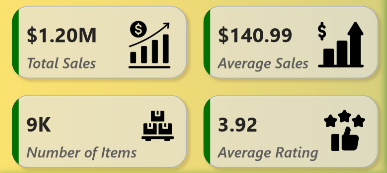 $1.20M
Total Sales
$140.99
Average Sales
9K
Number of Items
3.92
Average Rating